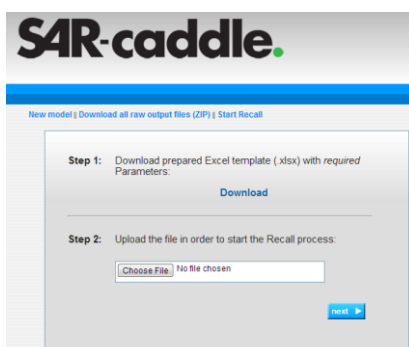 S4R-caddle.
New model || Download all raw output files (ZIP) || Start Recall
Step 1: Download prepared Excel template (.xlsx) with required
Parameters:
Download
Step 2: Upload the file in order to start the Recall process:
Choose File No file chosen
next